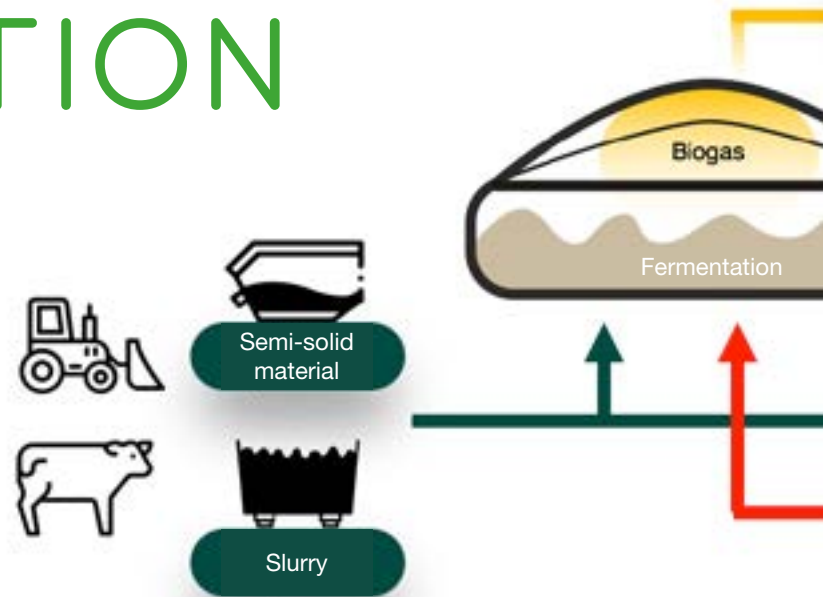 TION
Biogas
Fermentation
Semi-solid
material
Slurry